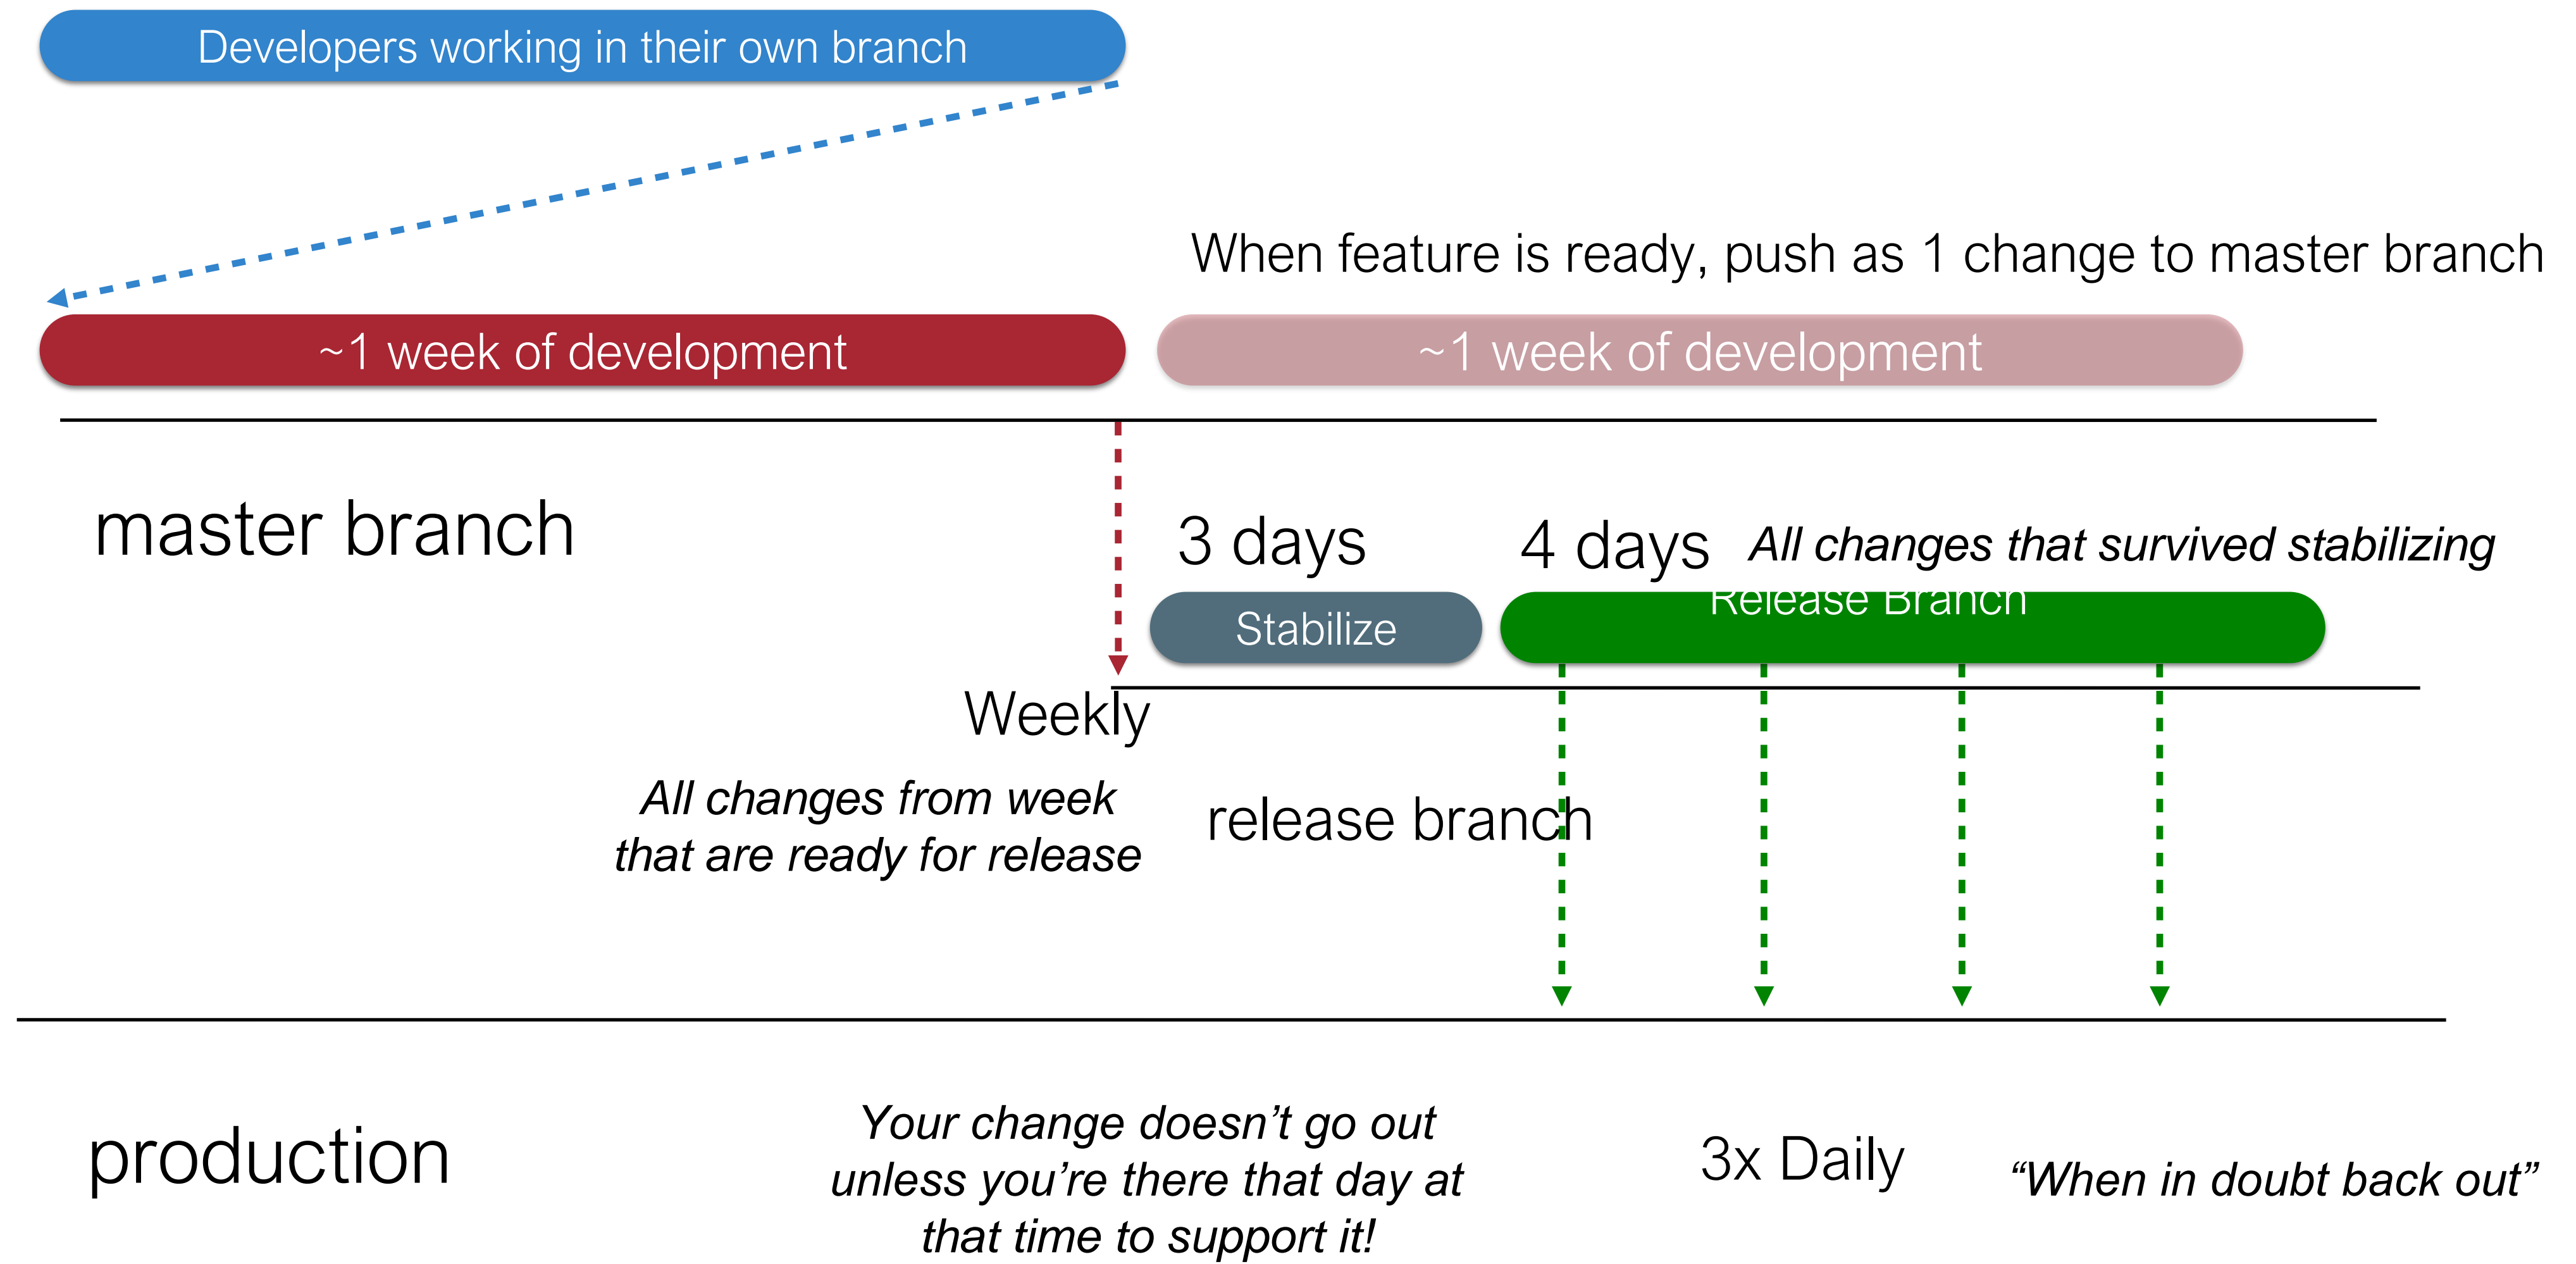 Developers working in their own branch
When feature is ready, push as 1 change to master branch
~1 week of development
~1 week of development
master branch
3 days
4 days
All changes that survived stabilizing
Release Branch
Stabilize
Weekly
All changes from week
that are ready for release
release branch
production
Your change doesn’t go out
unless you’re there that day at
that time to support it!
3x Daily
“When in doubt back out”